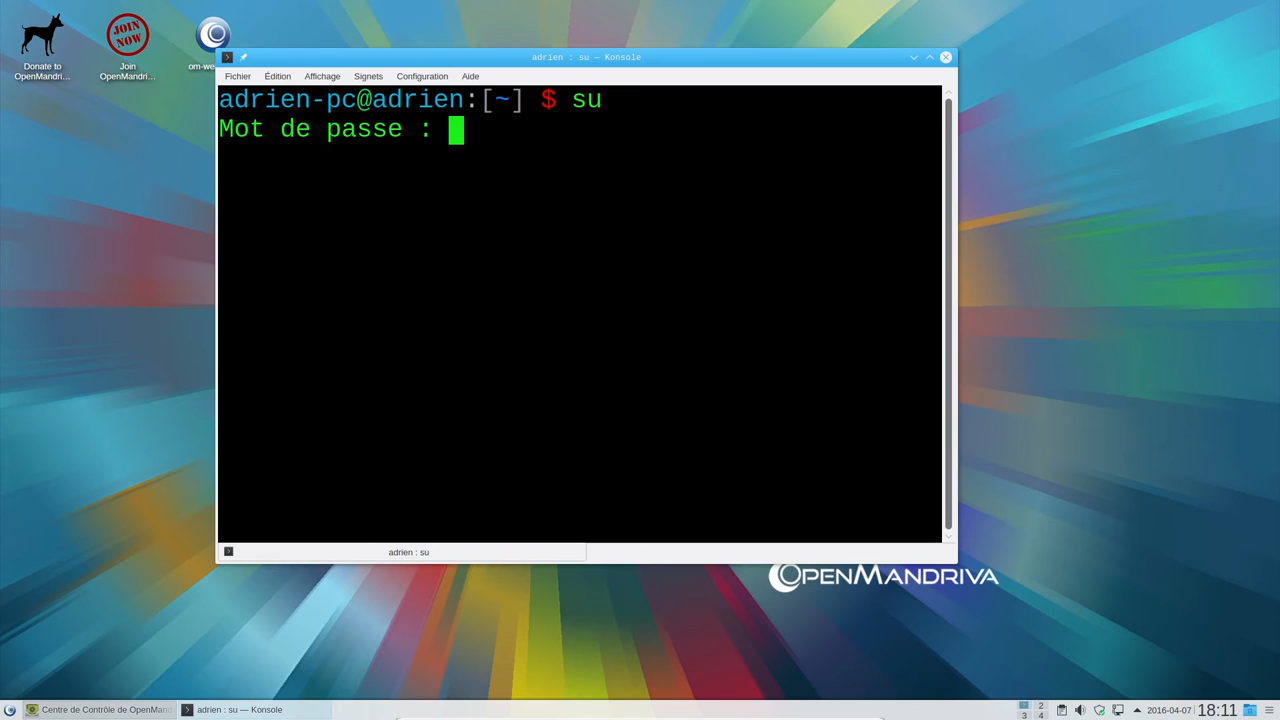 Donate to
OpenMandri...
Join
OpenMandri...
JOIN
NOW
adrien : su — Konsole
Fichier Édition Affichage Signets Configuration Aide
adrien-pc@adrien:[~] $ su
Mot de passe :
adrien : su
OPENMANDRIVA
Centre de Contrôle de OpenMand
adrien : su — Konsole
2
3 4
2016-04-07 18:11